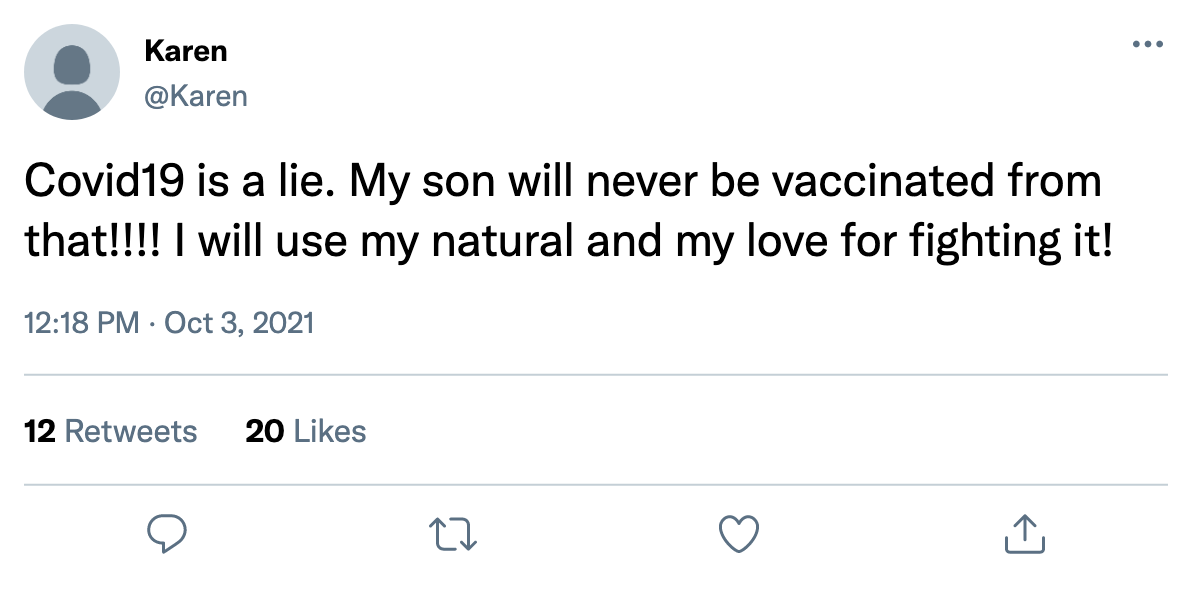 Karen
@Karen
Covid19 is a lie. My son will never be vaccinated from
that!!!! I will use my natural and my love for fighting it!
12:18 PM · Oct 3, 2021
12 Retweets 20 Likes